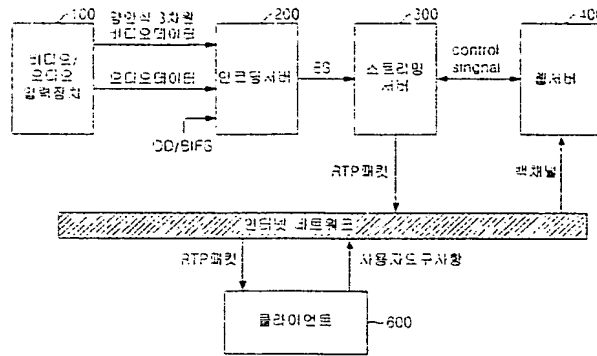 100
200
300
400
양안식 3차원
비디오데이터
비디오/
오디오
입력장치
오디오데이터
인코딩서버
ES
스트리밍
서버
control
singnal
웹서버
OD/BIFS
RTP패킷
백채널
인터넷 네트워크
RTP패킷
사용자요구사항
클라이언트
600